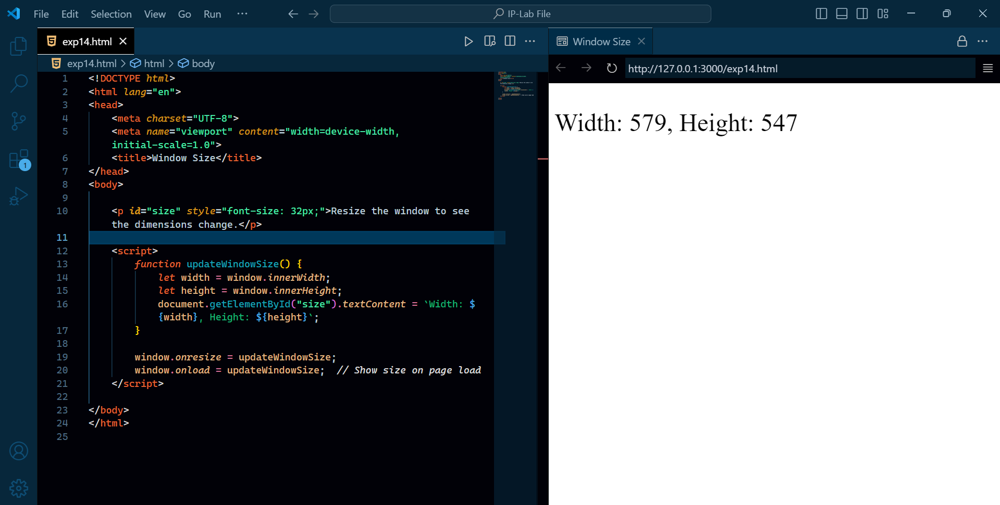 File Edit Selection View Go Run ··· IP-Lab File
exp14.html
exp14.html > html > body
1 <!DOCTYPE html>
2 <html lang="en">
3 <head>
4 <meta charset="UTF-8">
5 <meta name="viewport" content="width=device-width,
initial-scale=1.0">
6 <title>Window Size</title>
7 </head>
8 <body>
9
10 <p id="size" style="font-size: 32px;">Resize the window to see
the dimensions change.</p>
11
12 <script>
13 function updateWindowSize() {
14 let width = window.innerWidth;
15 let height = window.innerHeight;
16 document.getElementById("size").textContent = `Width: $
{width}, Height: ${height}`;
17 }
18
19 window.onresize = updateWindowSize;
20 window.onload = updateWindowSize; // Show size on page load
21 </script>
22
23 </body>
24 </html>
25
1
Window Size
http://127.0.0.1:3000/exp14.html
Width: 579, Height: 547